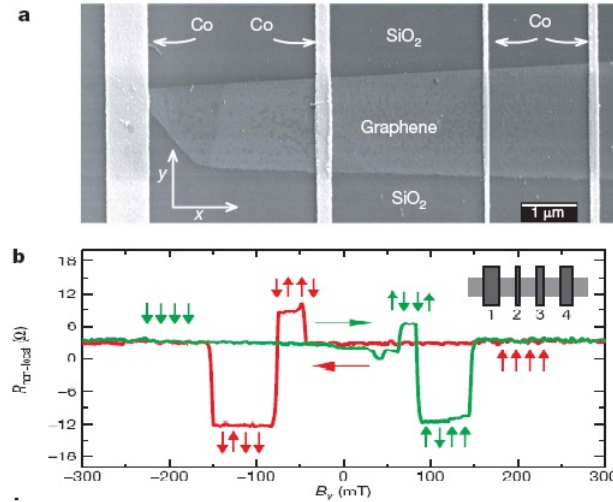 a
Co Co SiO2 Co
Graphene
y
x
SiO2
1 μm
b
18
12
6
0
−6
−12
−18
Rnon-local (Ω)
1 2 3 4
−300 −200 −100 0 100 200 300
By (mT)